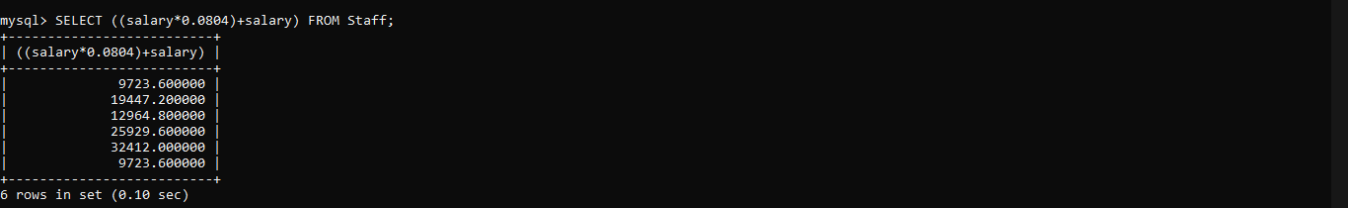 mysql> SELECT ((salary*0.0804)+salary) FROM Staff;
+--------------------------+
| ((salary*0.0804)+salary) |
+--------------------------+
|              9723.600000 |
|             19447.200000 |
|             12964.800000 |
|             25929.600000 |
|             32412.000000 |
|              9723.600000 |
+--------------------------+
6 rows in set (0.10 sec)